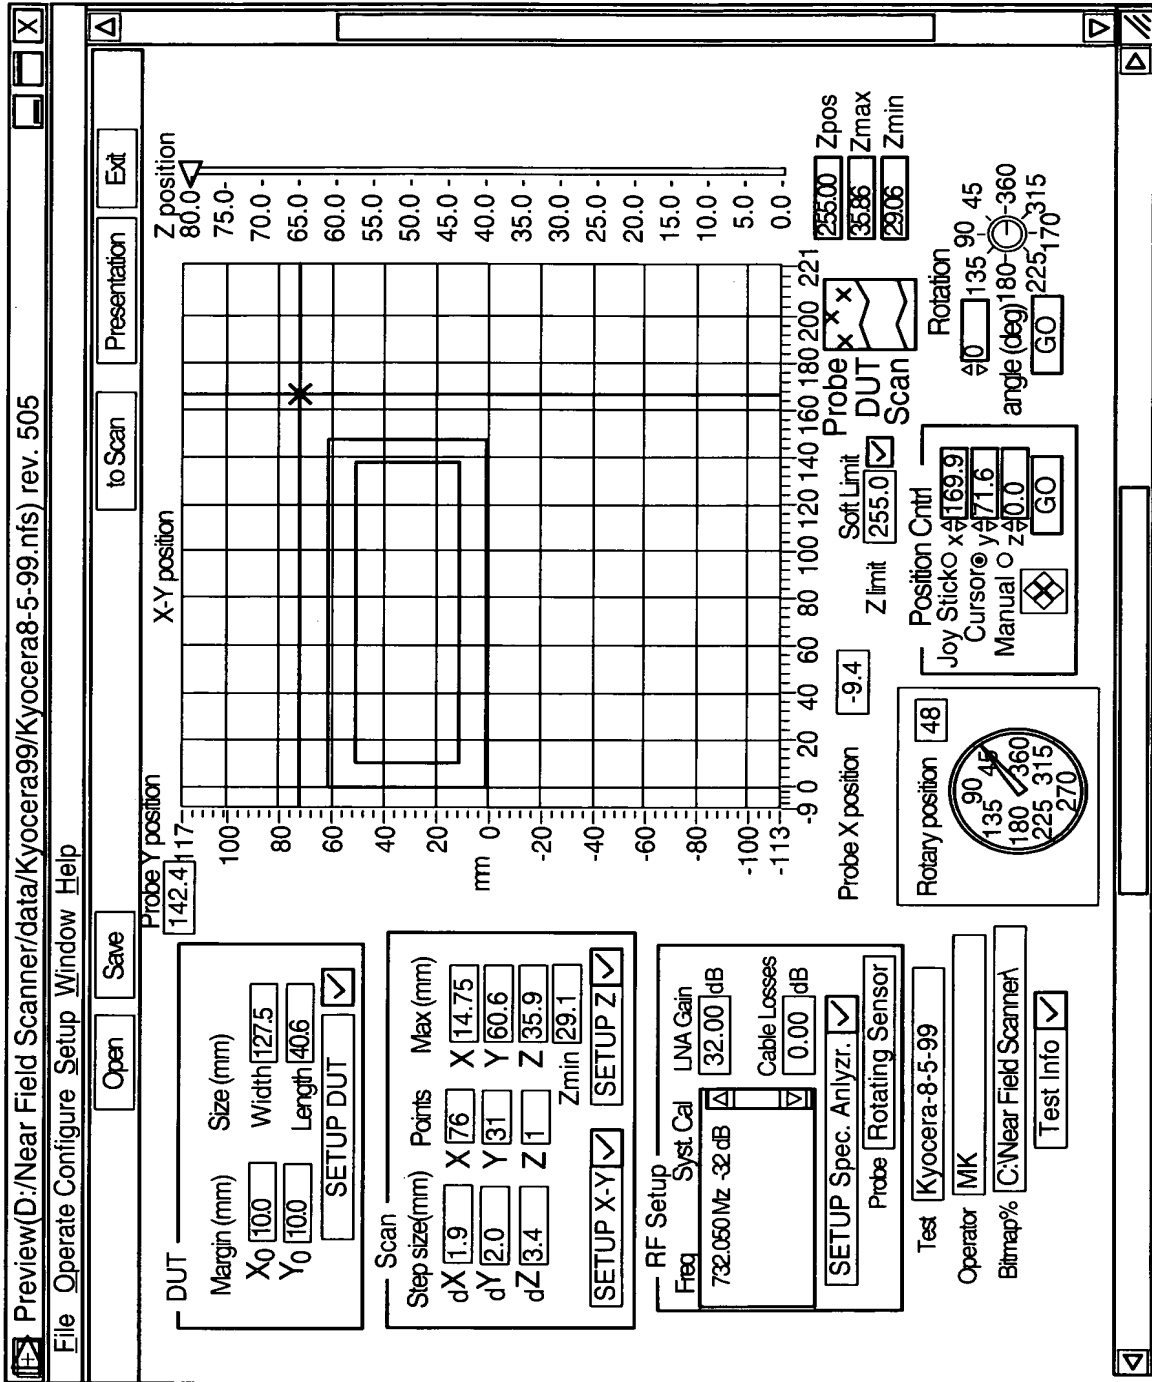 Preview(D:/Near Field Scanner/data/Kyocera99/Kyocera8-5-99.nfs) rev. 505
File Operate Configure Setup Window Help
Open Save to Scan Presentation Exit
DUT
Margin (mm) Size (mm)
X0 10.0 Width 127.5
Y0 10.0 Length 40.6
SETUP DUT
Scan
Step size(mm) Points Max (mm)
dX 1.9 X 76 X 14.75
dY 2.0 Y 31 Y 60.6
dZ 3.4 Z 1 Z 35.9
Zmin 29.1
SETUP X-Y SETUP Z
RF Setup
Freq Syst. Cal LNA Gain
732.050 Mz -32 dB 32.00 dB
Cable Losses
0.00 dB
SETUP Spec. Anlyzr.
Probe Rotating Sensor
Test Kyocera-8-5-99
Operator MK
Bitmap% C:\Near Field Scanner\
Test Info
Probe Y position
142.4
X-Y position
117
100
80
60
40
20
mm 0
-20
-40
-60
-80
-100
-113
-9 0 20 40 60 80 100 120 140 160 180 200 221
Z position
80.0
75.0
70.0
65.0
60.0
55.0
50.0
45.0
40.0
35.0
30.0
25.0
20.0
15.0
10.0
5.0
0.0
Probe X position -9.4
Z limit Soft Limit
255.0
Probe
DUT
Scan
255.00 Zpos
35.86 Zmax
29.06 Zmin
Rotary position 48
90
135 45
180 360
225 315
270
Position Cntrl
Joy Stick x 169.9
Cursor y 71.6
Manual z 0.0
GO
Rotation
0
angle (deg)
GO
90
135 45
180 360
225 315
170